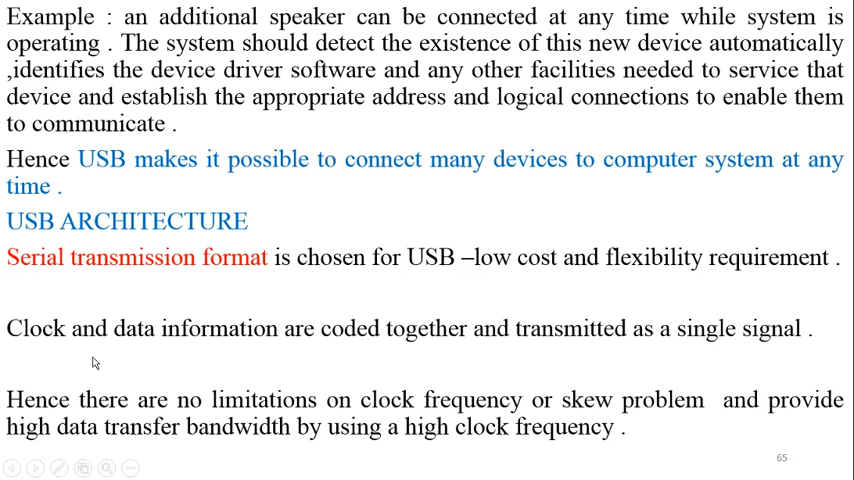 Example : an additional speaker can be connected at any time while system is
operating . The system should detect the existence of this new device automatically
,identifies the device driver software and any other facilities needed to service that
device and establish the appropriate address and logical connections to enable them
to communicate .
Hence USB makes it possible to connect many devices to computer system at any
time .
USB ARCHITECTURE
Serial transmission format is chosen for USB –low cost and flexibility requirement .
Clock and data information are coded together and transmitted as a single signal .
Hence there are no limitations on clock frequency or skew problem and provide
high data transfer bandwidth by using a high clock frequency .
65